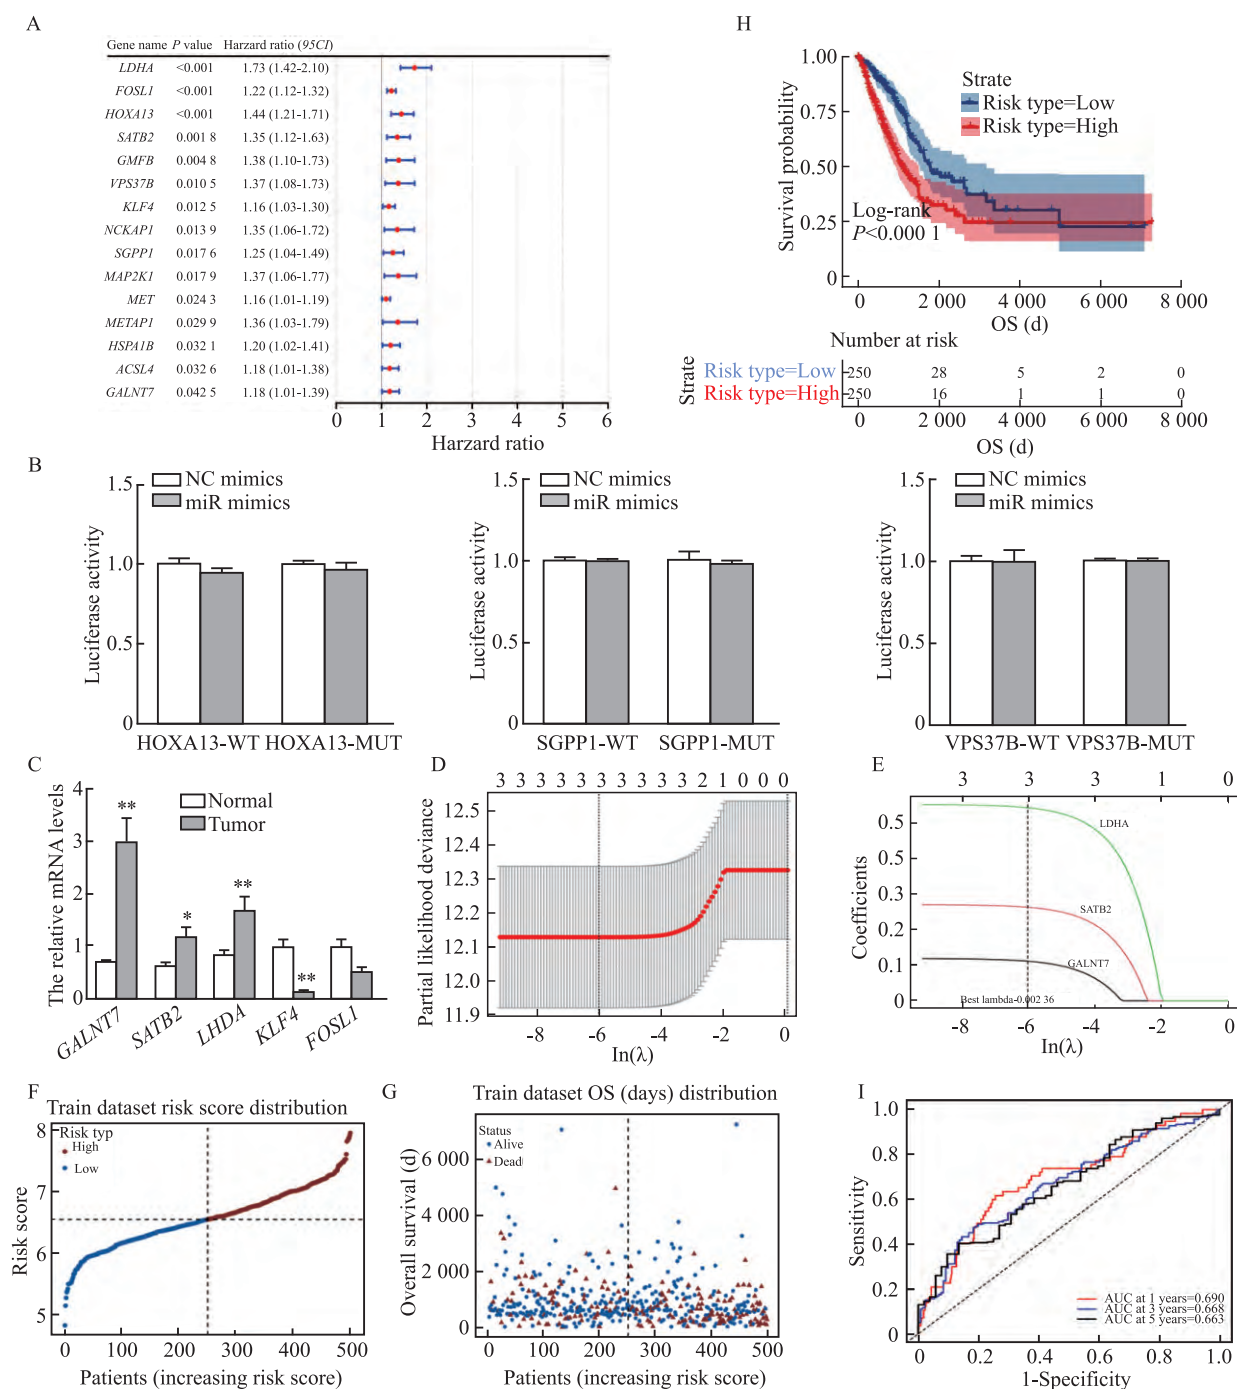 A
Gene name P value Harzard ratio (95CI)
LDHA <0.001 1.73 (1.42-2.10)
FOSL1 <0.001 1.22 (1.12-1.32)
HOXA13 <0.001 1.44 (1.21-1.71)
SATB2 0.001 8 1.35 (1.12-1.63)
GMFB 0.004 8 1.38 (1.10-1.73)
VPS37B 0.010 5 1.37 (1.08-1.73)
KLF4 0.012 5 1.16 (1.03-1.30)
NCKAP1 0.013 9 1.35 (1.06-1.72)
SGPP1 0.017 6 1.25 (1.04-1.49)
MAP2K1 0.017 9 1.37 (1.06-1.77)
MET 0.024 3 1.16 (1.01-1.19)
METAP1 0.029 9 1.36 (1.03-1.79)
HSPA1B 0.032 1 1.20 (1.02-1.41)
ACSL4 0.032 6 1.18 (1.01-1.38)
GALNT7 0.042 5 1.18 (1.01-1.39)
0 1 2 3 4 5 6
Harzard ratio
H
1.00
0.75
0.50
0.25
0
Survival probability
Strate
Risk type=Low
Risk type=High
Log-rank
P<0.000 1
0 2 000 4 000 6 000 8 000
OS (d)
Number at risk
Strate
Risk type=Low 250 28 5 2 0
Risk type=High 250 16 1 1 0
0 2 000 4 000 6 000 8 000
OS (d)
B
NC mimics
miR mimics
1.5
1.0
0.5
0
Luciferase activity
HOXA13-WT HOXA13-MUT
NC mimics
miR mimics
1.5
1.0
0.5
0
Luciferase activity
SGPP1-WT SGPP1-MUT
NC mimics
miR mimics
1.5
1.0
0.5
0
Luciferase activity
VPS37B-WT VPS37B-MUT
C
Normal
Tumor
4
3
2
1
0
The relative mRNA levels
** * ** **
GALNT7 SATB2 LHDA KLF4 FOSL1
D
3 3 3 3 3 3 3 3 2 1 0 0 0
12.5
12.4
12.3
12.1
12.0
11.9
Partial likelihood deviance
-8 -6 -4 -2 0
In(λ)
E
3 3 3 1 0
0.5
0.5
0.3
0.2
0.1
0
Coefficients
LDHA
SATB2
GALNT7
Best lambda-0.002 36
-8 -6 -4 -2 0
In(λ)
F
Train dataset risk score distribution
Risk typ
High
Low
8
7
6
5
Risk score
0 100 200 300 400 500
Patients (increasing risk score)
G
Train dataset OS (days) distribution
Status
Alive
Dead
6 000
4 000
2 000
0
Overall survival (d)
0 100 200 300 400 500
Patients (increasing risk score)
I
1.0
0.8
0.6
0.4
0.2
0
Sensitivity
AUC at 1 years=0.690
AUC at 3 years=0.668
AUC at 5 years=0.663
0 0.2 0.4 0.6 0.8 1.0
1-Specificity